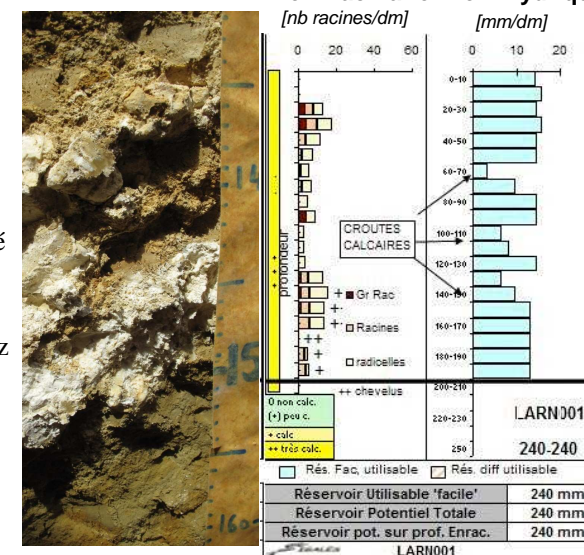 [nb racines/dm]
[mm/dm]
0 20 40 60
0 10 20
0-10
20-30
40-50
60-70
80-90
100-110
120-130
160-170
180-190
200-210
220-230
250
profondeur
+
+
+
é
z
14
15
160
CROUTES
CALCAIRES
+ ■ Gr Rac
Racines
radicelles
++ chevelus
0 non calc.
(+) peu c.
+ calc
++ très calc.
LARN001
240-240
Rés. Fac, utilisable Rés. diff utilisable
Réservoir Utilisable 'facile' 240 mm
Réservoir Potentiel Totale 240 mm
Réservoir pot. sur prof. Enrac. 240 mm
LARN001